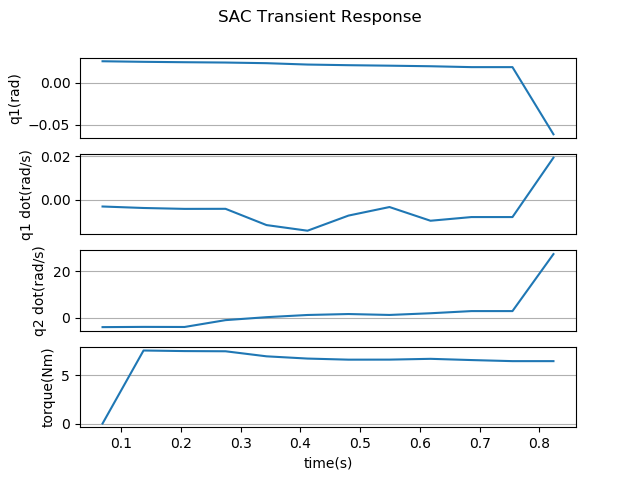 SAC Transient Response
0.00
−0.05
q1(rad)
0.02
0.00
q1 dot(rad/s)
20
0
q2 dot(rad/s)
5
0
torque(Nm)
0.1 0.2 0.3 0.4 0.5 0.6 0.7 0.8
time(s)